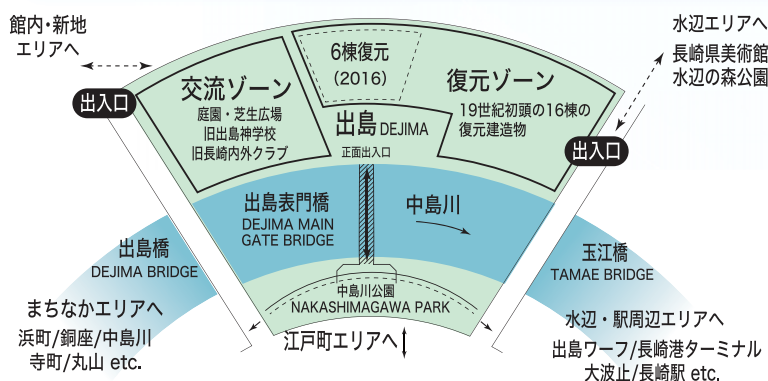 館内・新地
エリアへ
出入口
交流ゾーン
庭園・芝生広場
旧出島神学校
旧長崎内外クラブ
6棟復元
(2016)
復元ゾーン
19世紀初頭の16棟の
復元建造物
出島 DEJIMA
正面出入口
水辺エリアへ
長崎県美術館
水辺の森公園
出入口
出島表門橋
DEJIMA MAIN
GATE BRIDGE
中島川
出島橋
DEJIMA BRIDGE
玉江橋
TAMAE BRIDGE
中島川公園
NAKASHIMAGAWA PARK
まちなかエリアへ
浜町/銅座/中島川
寺町/丸山 etc.
江戸町エリアへ
水辺・駅周辺エリアへ
出島ワーフ/長崎港ターミナル
大波止/長崎駅 etc.